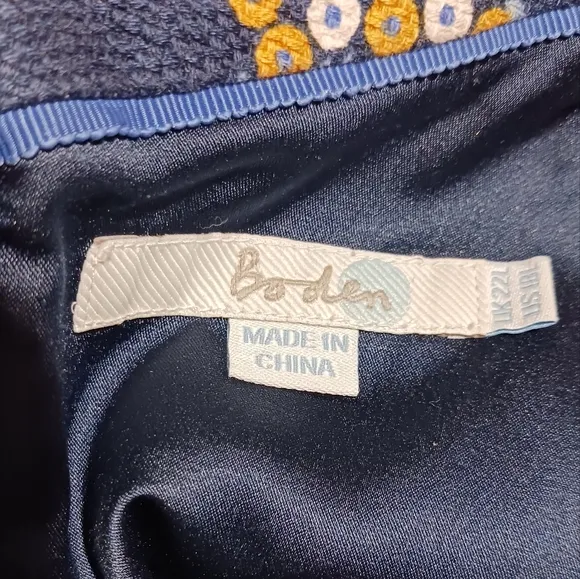 Boden
MADE IN
CHINA
UK 22L
US 18L